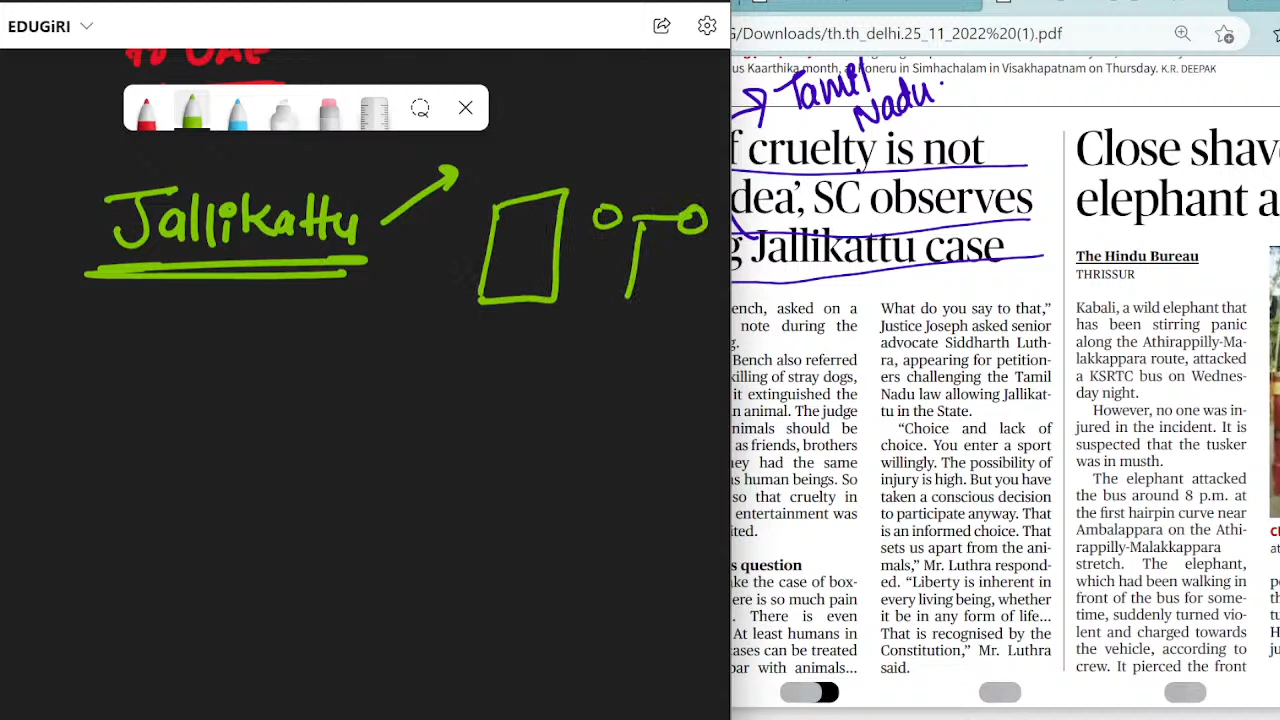 EDUGiRI
to UAE
Jallikattu
G/Downloads/th.th_delhi.25_11_2022%20(1).pdf
us Kaarthika month, a Koneru in Simhachalam in Visakhapatnam on Thursday. K.R. DEEPAK
Tamil
Nadu.
f cruelty is not
dea’, SC observes
g Jallikattu case
ench, asked on a
note during the
g.
Bench also referred
killing of stray dogs,
it extinguished the
n animal. The judge
nimals should be
as friends, brothers
hey had the same
as human beings. So
so that cruelty in
entertainment was
ited.
s question
ake the case of box-
ere is so much pain
. There is even
At least humans in
cases can be treated
par with animals...
What do you say to that,”
Justice Joseph asked senior
advocate Siddharth Luth-
ra, appearing for petition-
ers challenging the Tamil
Nadu law allowing Jallikat-
tu in the State.
“Choice and lack of
choice. You enter a sport
willingly. The possibility of
injury is high. But you have
taken a conscious decision
to participate anyway. That
is an informed choice. That
sets us apart from the ani-
mals,” Mr. Luthra respond-
ed. “Liberty is inherent in
every living being, whether
it be in any form of life...
That is recognised by the
Constitution,” Mr. Luthra
said.
Close shav
elephant a
The Hindu Bureau
THRISSUR
Kabali, a wild elephant that
has been stirring panic
along the Athirappilly-Ma-
lakkappara route, attacked
a KSRTC bus on Wednes-
day night.
However, no one was in-
jured in the incident. It is
suspected that the tusker
was in musth.
The elephant attacked
the bus around 8 p.m. at
the first hairpin curve near
Ambalappara on the Athi-
rappilly-Malakkappara
stretch. The elephant,
which had been walking in
front of the bus for some-
time, suddenly turned vio-
lent and charged towards
the vehicle, according to
crew. It pierced the front